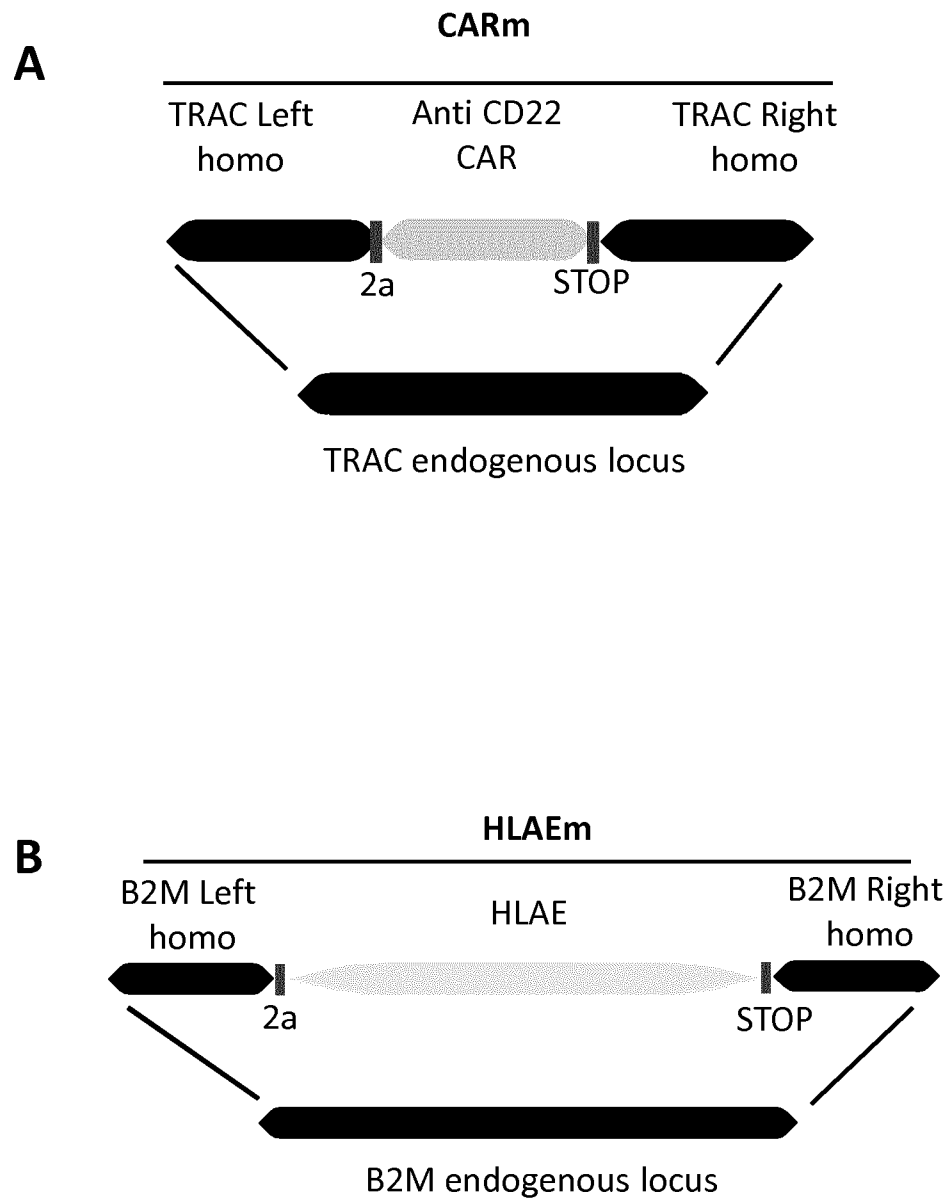 A
CARm
TRAC Left
homo
Anti CD22
CAR
TRAC Right
homo
2a
STOP
TRAC endogenous locus
B
HLAEm
B2M Left
homo
HLAE
B2M Right
homo
2a
STOP
B2M endogenous locus